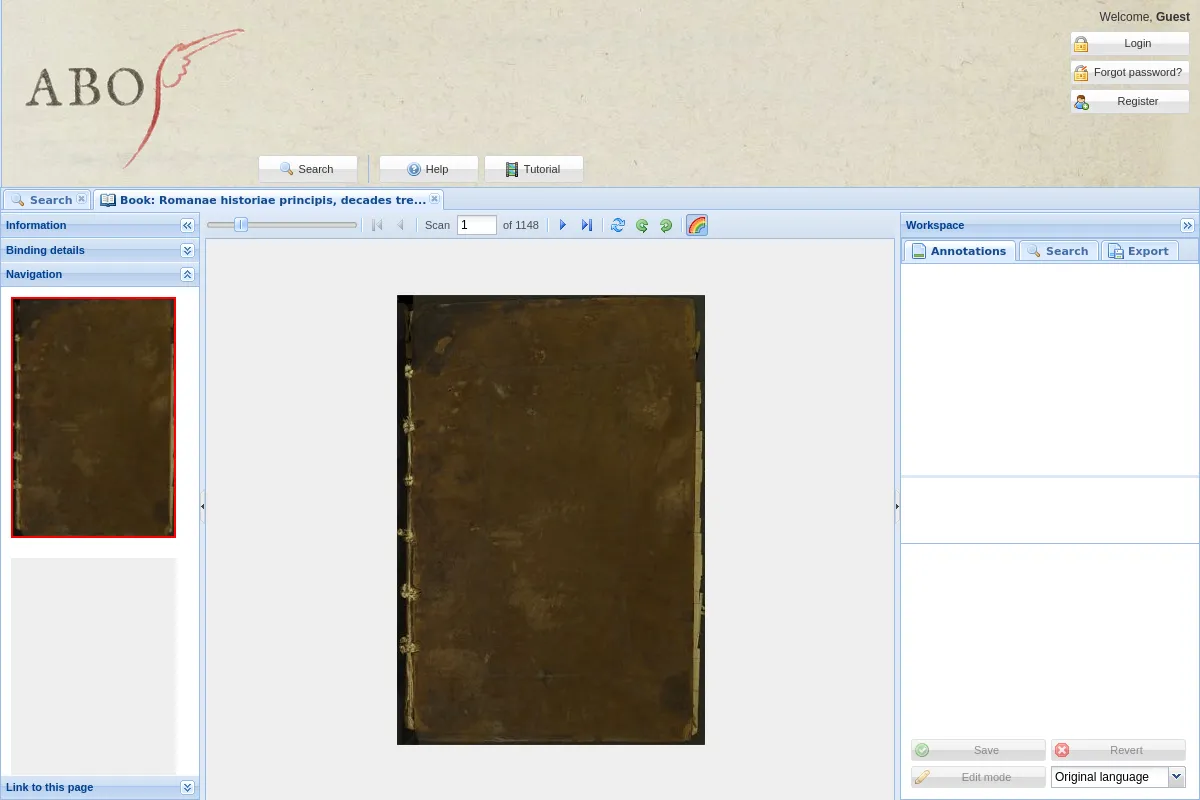 Welcome, Guest
Login
Forgot password?
Register
ABO
Search
Help
Tutorial
Search
Book: Romanae historiae principis, decades tre...
Information
Binding details
Navigation
Link to this page
Scan 1 of 1148
Workspace
Annotations
Search
Export
Save
Revert
Edit mode
Original language